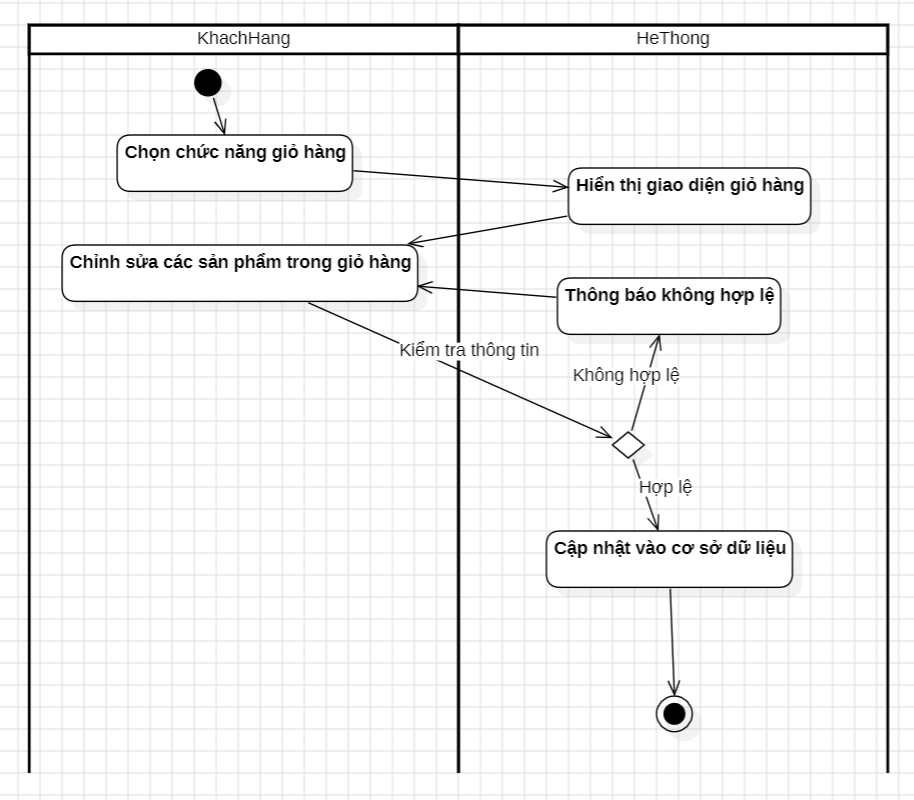 KhachHang
HeThong
Chọn chức năng giỏ hàng
Hiển thị giao diện giỏ hàng
Chỉnh sửa các sản phẩm trong giỏ hàng
Thông báo không hợp lệ
Kiểm tra thông tin
Không hợp lệ
Hợp lệ
Cập nhật vào cơ sở dữ liệu